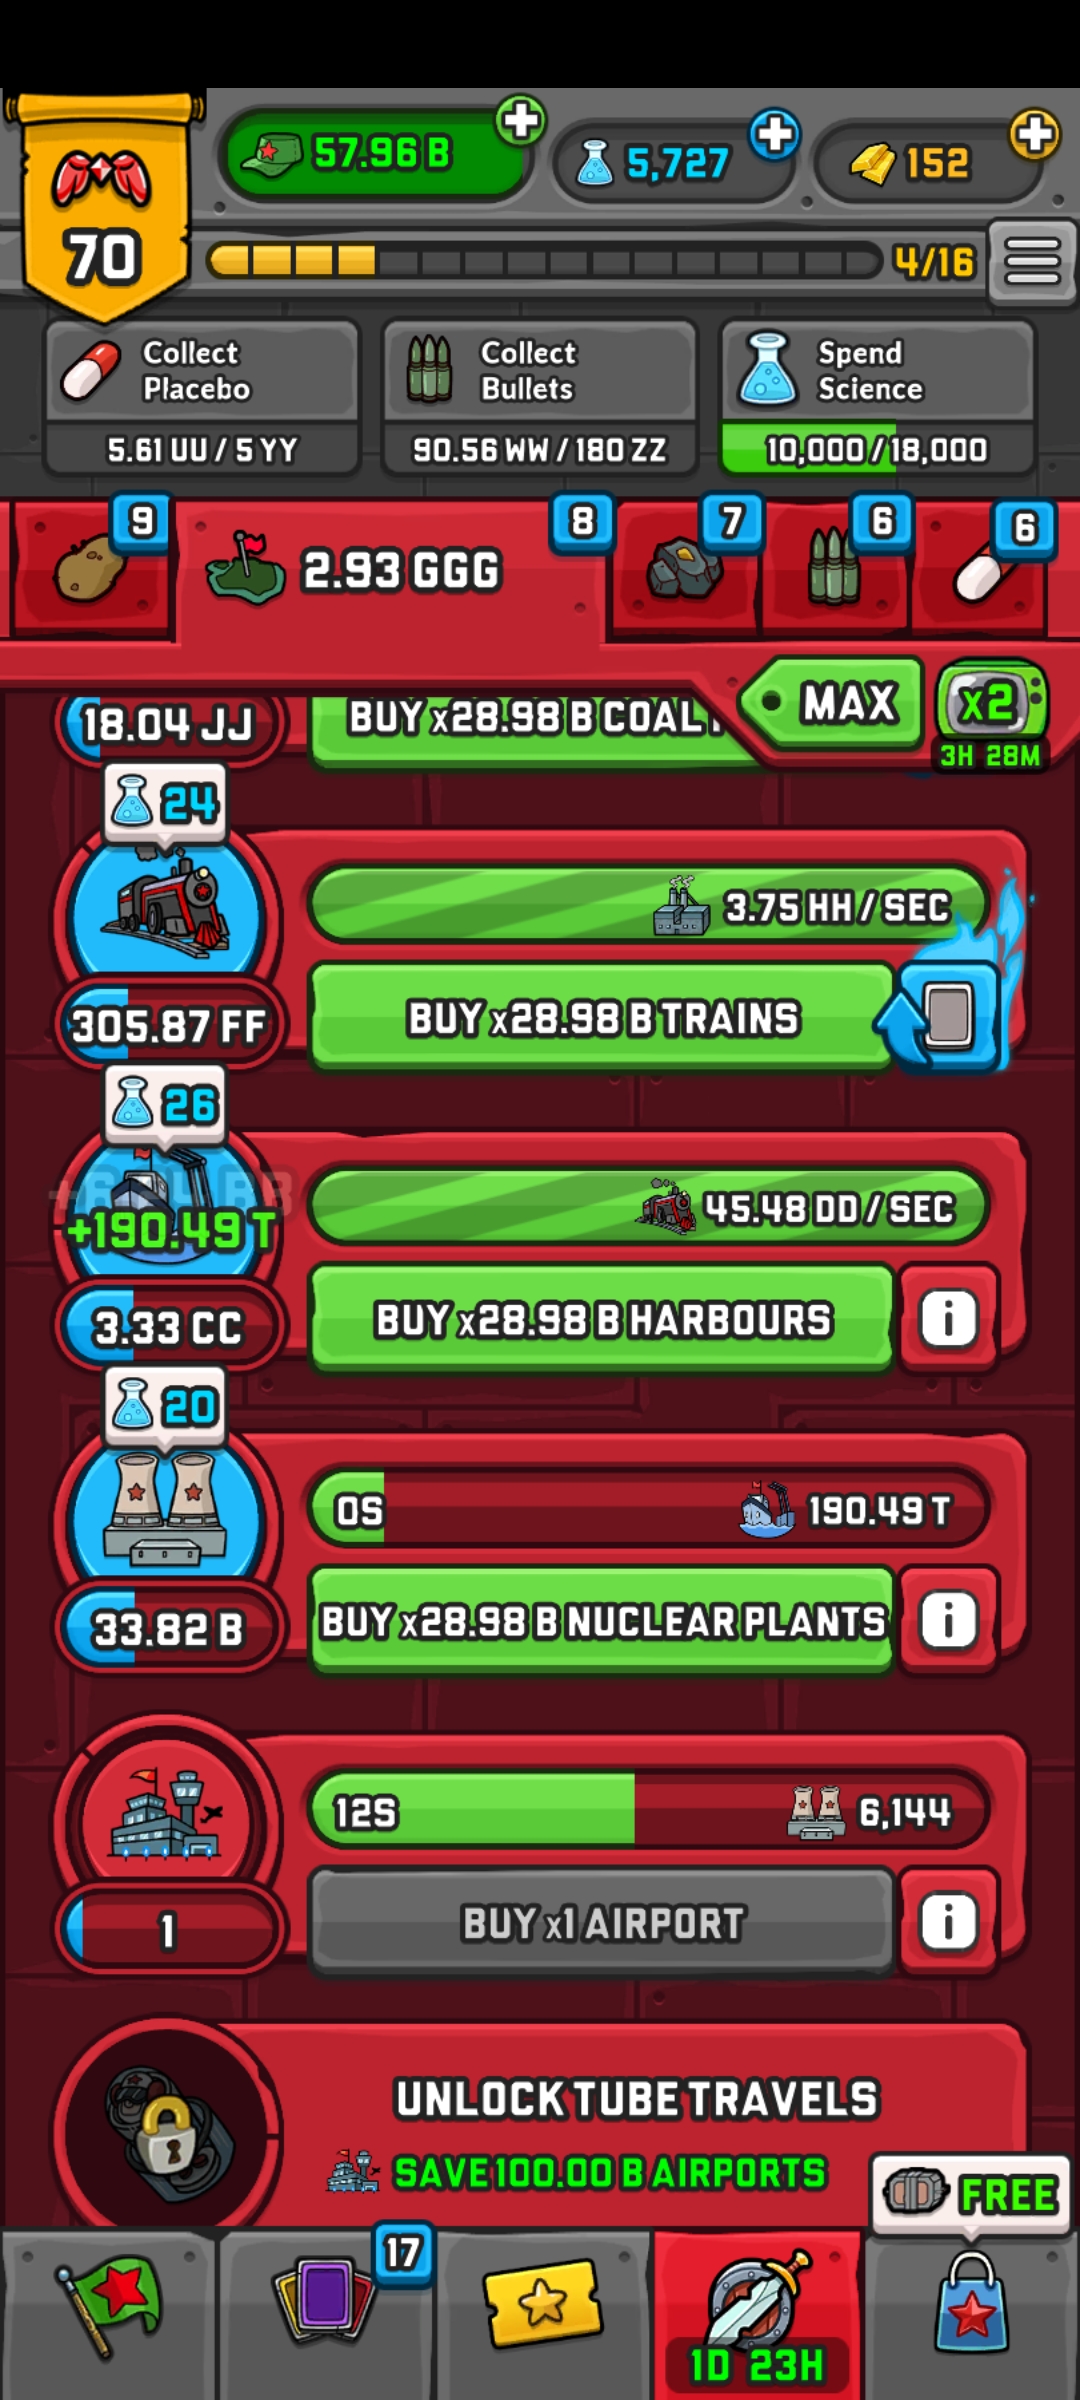 57.96 B
5,727
152
70
4/16
Collect
Placebo
5.61 UU / 5 YY
Collect
Bullets
90.56 WW / 180 ZZ
Spend
Science
10,000 / 18,000
9
2.93 GGG
8
7
6
6
MAX
x2
3H 28M
18.04 JJ
BUY x28.98 B COAL
24
3.75 HH / SEC
305.87 FF
BUY x28.98 B TRAINS
26
+190.49 T
45.48 DD / SEC
3.33 CC
BUY x28.98 B HARBOURS
i
20
0S
190.49 T
33.82 B
BUY x28.98 B NUCLEAR PLANTS
i
12S
6,144
1
BUY x1 AIRPORT
i
UNLOCK TUBE TRAVELS
SAVE 100.00 B AIRPORTS
FREE
17
1D 23H